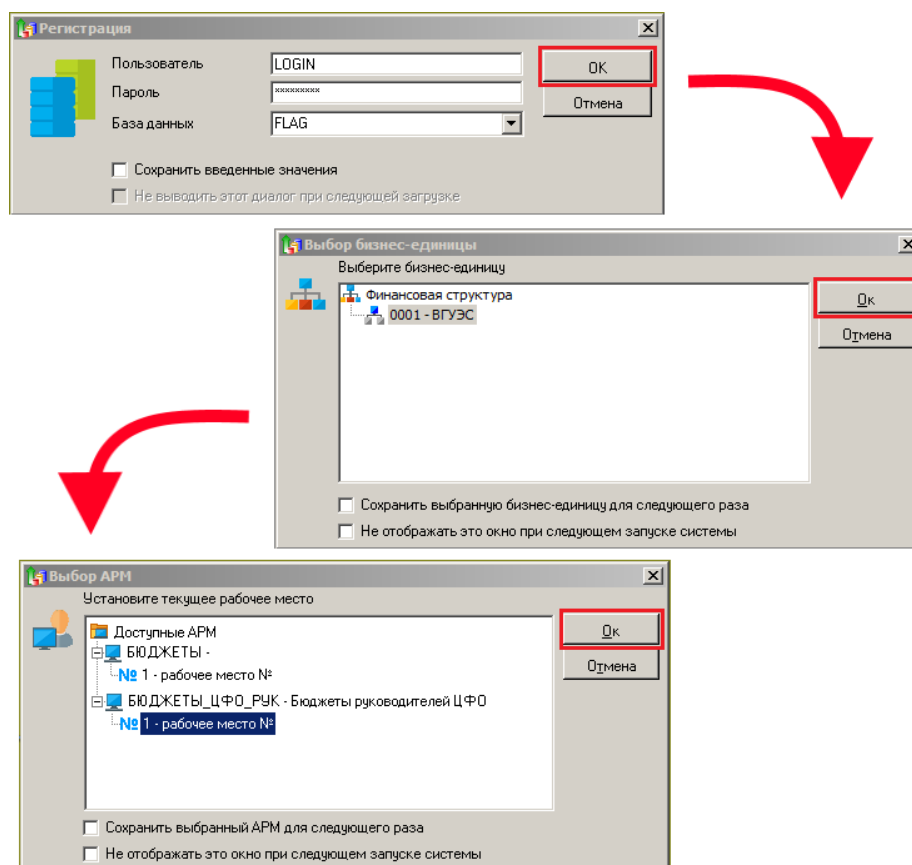 Регистрация
Пользователь LOGIN OK
Пароль xxxxxxxxx Отмена
База данных FLAG
Сохранить введенные значения
Не выводить этот диалог при следующей загрузке
Выбор бизнес-единицы
Выберите бизнес-единицу
Финансовая структура Ок
0001 - ВГУЭС
Отмена
Сохранить выбранную бизнес-единицу для следующего раза
Не отображать это окно при следующем запуске системы
Выбор АРМ
Установите текущее рабочее место
Доступные АРМ Ок
БЮДЖЕТЫ -
№ 1 - рабочее место № Отмена
БЮДЖЕТЫ_ЦФО_РУК - Бюджеты руководителей ЦФО
№ 1 - рабочее место №
Сохранить выбранный АРМ для следующего раза
Не отображать это окно при следующем запуске системы